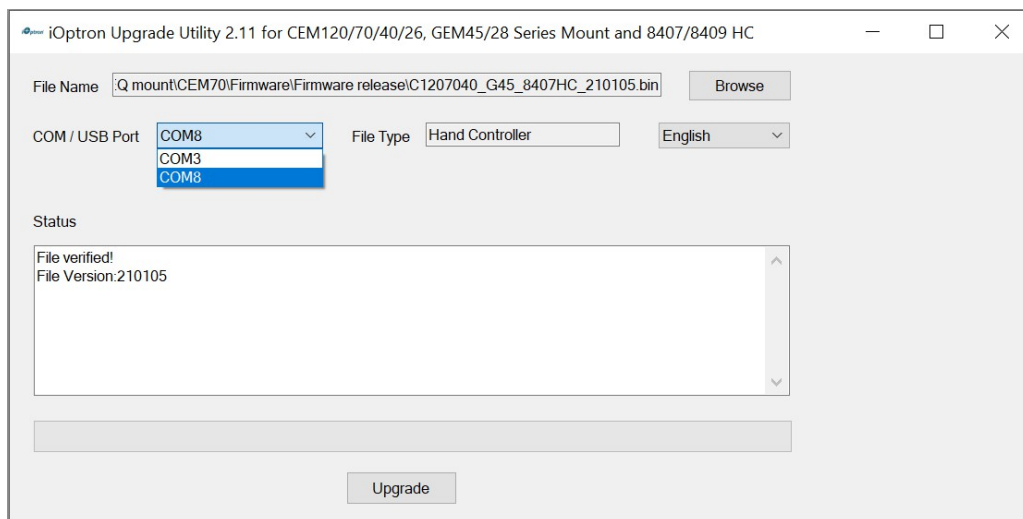 iOptron Upgrade Utility 2.11 for CEM120/70/40/26, GEM45/28 Series Mount and 8407/8409 HC
File Name Q mount\CEM70\Firmware\Firmware release\C1207040_G45_8407HC_210105.bin Browse
COM / USB Port COM8 File Type Hand Controller English
COM3
COM8
Status
File verified!
File Version:210105
Upgrade